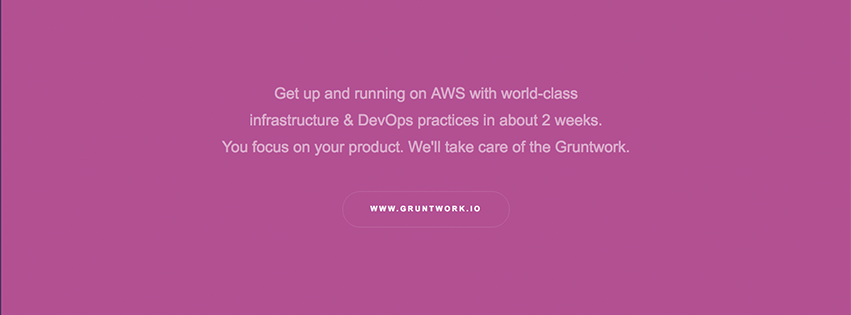 Get up and running on AWS with world-class
infrastructure & DevOps practices in about 2 weeks.
You focus on your product. We'll take care of the Gruntwork.
WWW.GRUNTWORK.IO